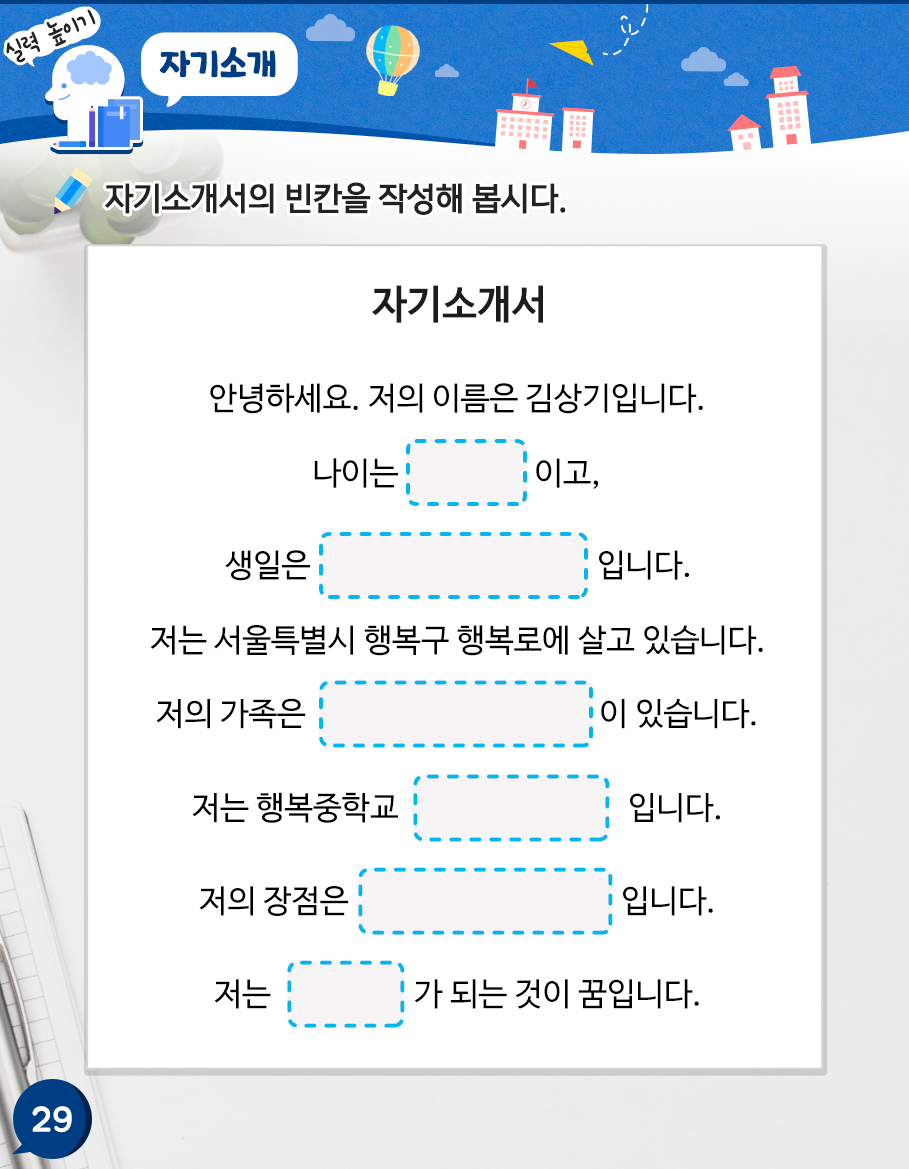 실력 높이기
자기소개
자기소개서의 빈칸을 작성해 봅시다.
자기소개서
안녕하세요. 저의 이름은 김상기입니다.
나이는 이고,
생일은 입니다.
저는 서울특별시 행복구 행복로에 살고 있습니다.
저의 가족은 이 있습니다.
저는 행복중학교 입니다.
저의 장점은 입니다.
저는 가 되는 것이 꿈입니다.
29